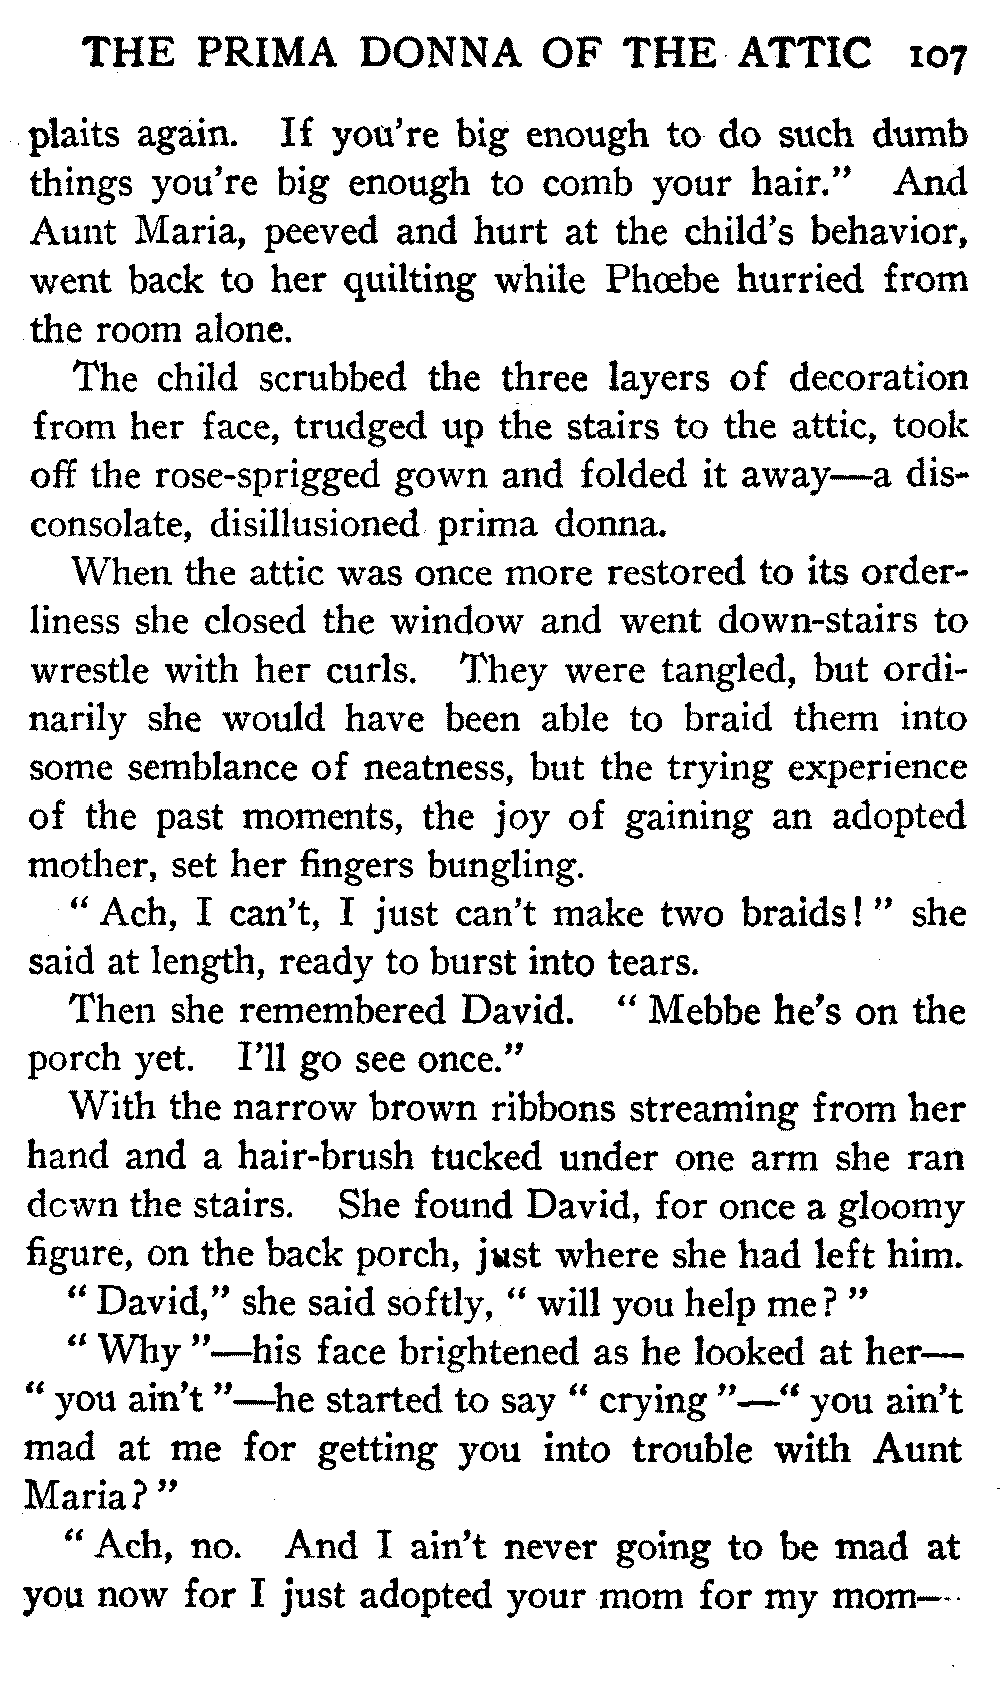 THE PRIMA DONNA OF THE ATTIC 107
plaits again. If you're big enough to do such dumb
things you're big enough to comb your hair.” And
Aunt Maria, peeved and hurt at the child's behavior,
went back to her quilting while Phœbe hurried from
the room alone.
The child scrubbed the three layers of decoration
from her face, trudged up the stairs to the attic, took
off the rose-sprigged gown and folded it away—a dis-
consolate, disillusioned prima donna.
When the attic was once more restored to its order-
liness she closed the window and went down-stairs to
wrestle with her curls. They were tangled, but ordi-
narily she would have been able to braid them into
some semblance of neatness, but the trying experience
of the past moments, the joy of gaining an adopted
mother, set her fingers bungling.
“ Ach, I can't, I just can't make two braids! ” she
said at length, ready to burst into tears.
Then she remembered David. “ Mebbe he's on the
porch yet. I'll go see once.”
With the narrow brown ribbons streaming from her
hand and a hair-brush tucked under one arm she ran
down the stairs. She found David, for once a gloomy
figure, on the back porch, just where she had left him.
“ David,” she said softly, “ will you help me? ”
“ Why ”—his face brightened as he looked at her—
“ you ain't ”—he started to say “ crying ”—“ you ain't
mad at me for getting you into trouble with Aunt
Maria? ”
“ Ach, no. And I ain't never going to be mad at
you now for I just adopted your mom for my mom—